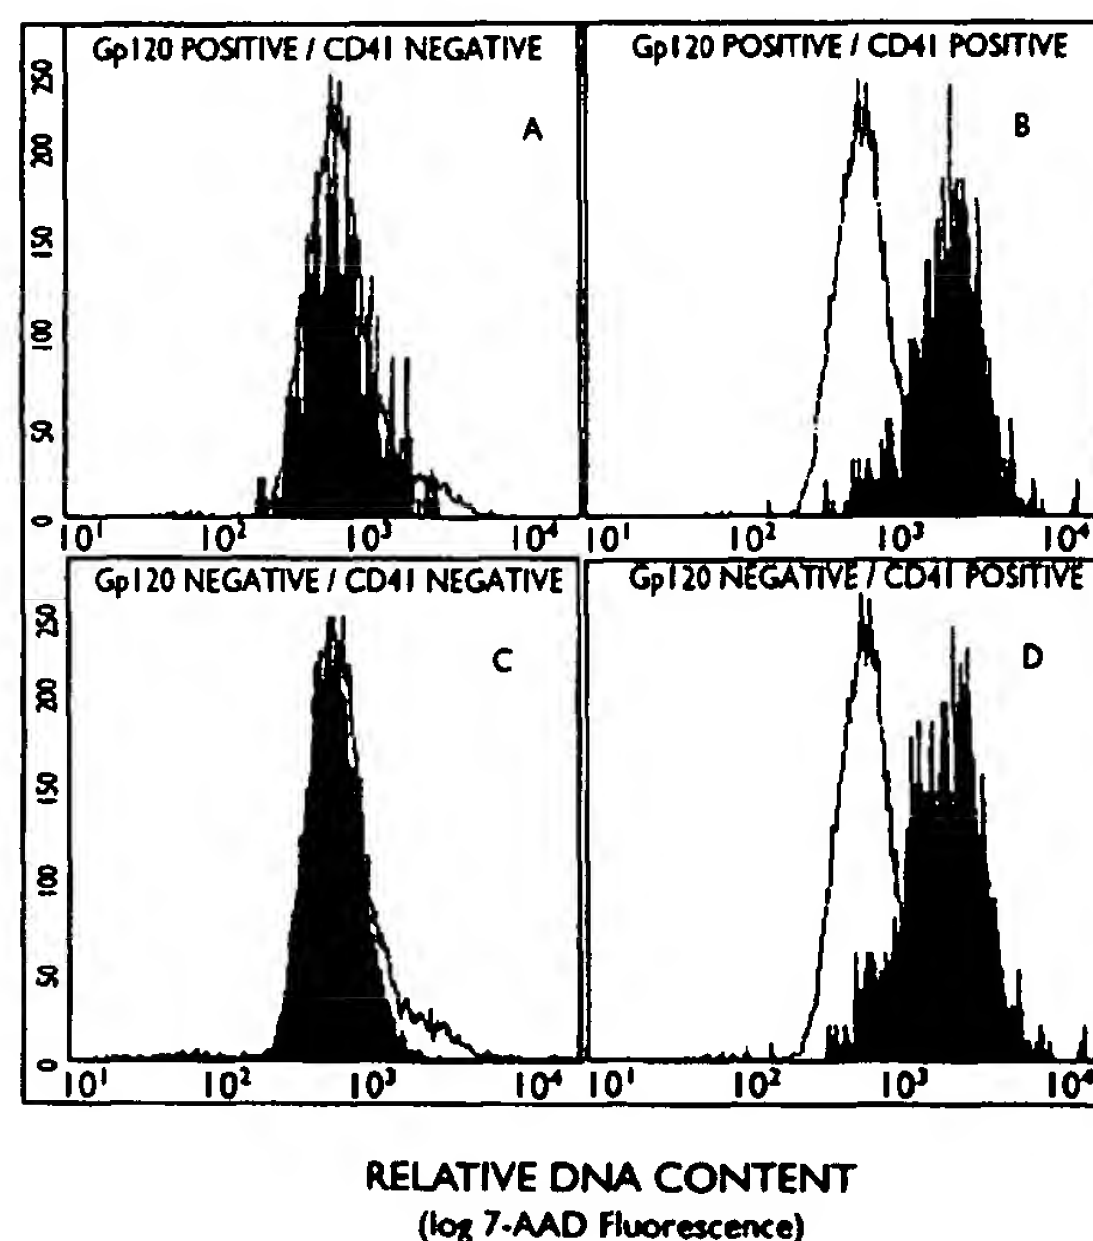 Gp120 POSITIVE / CD41 NEGATIVE
A
250
200
150
100
50
0
10¹ 10² 10³ 10⁴
Gp120 POSITIVE / CD41 POSITIVE
B
10¹ 10² 10³ 10⁴
Gp120 NEGATIVE / CD41 NEGATIVE
C
250
200
150
100
50
0
10¹ 10² 10³ 10⁴
Gp120 NEGATIVE / CD41 POSITIVE
D
10¹ 10² 10³ 10⁴
RELATIVE DNA CONTENT
(log 7-AAD Fluorescence)